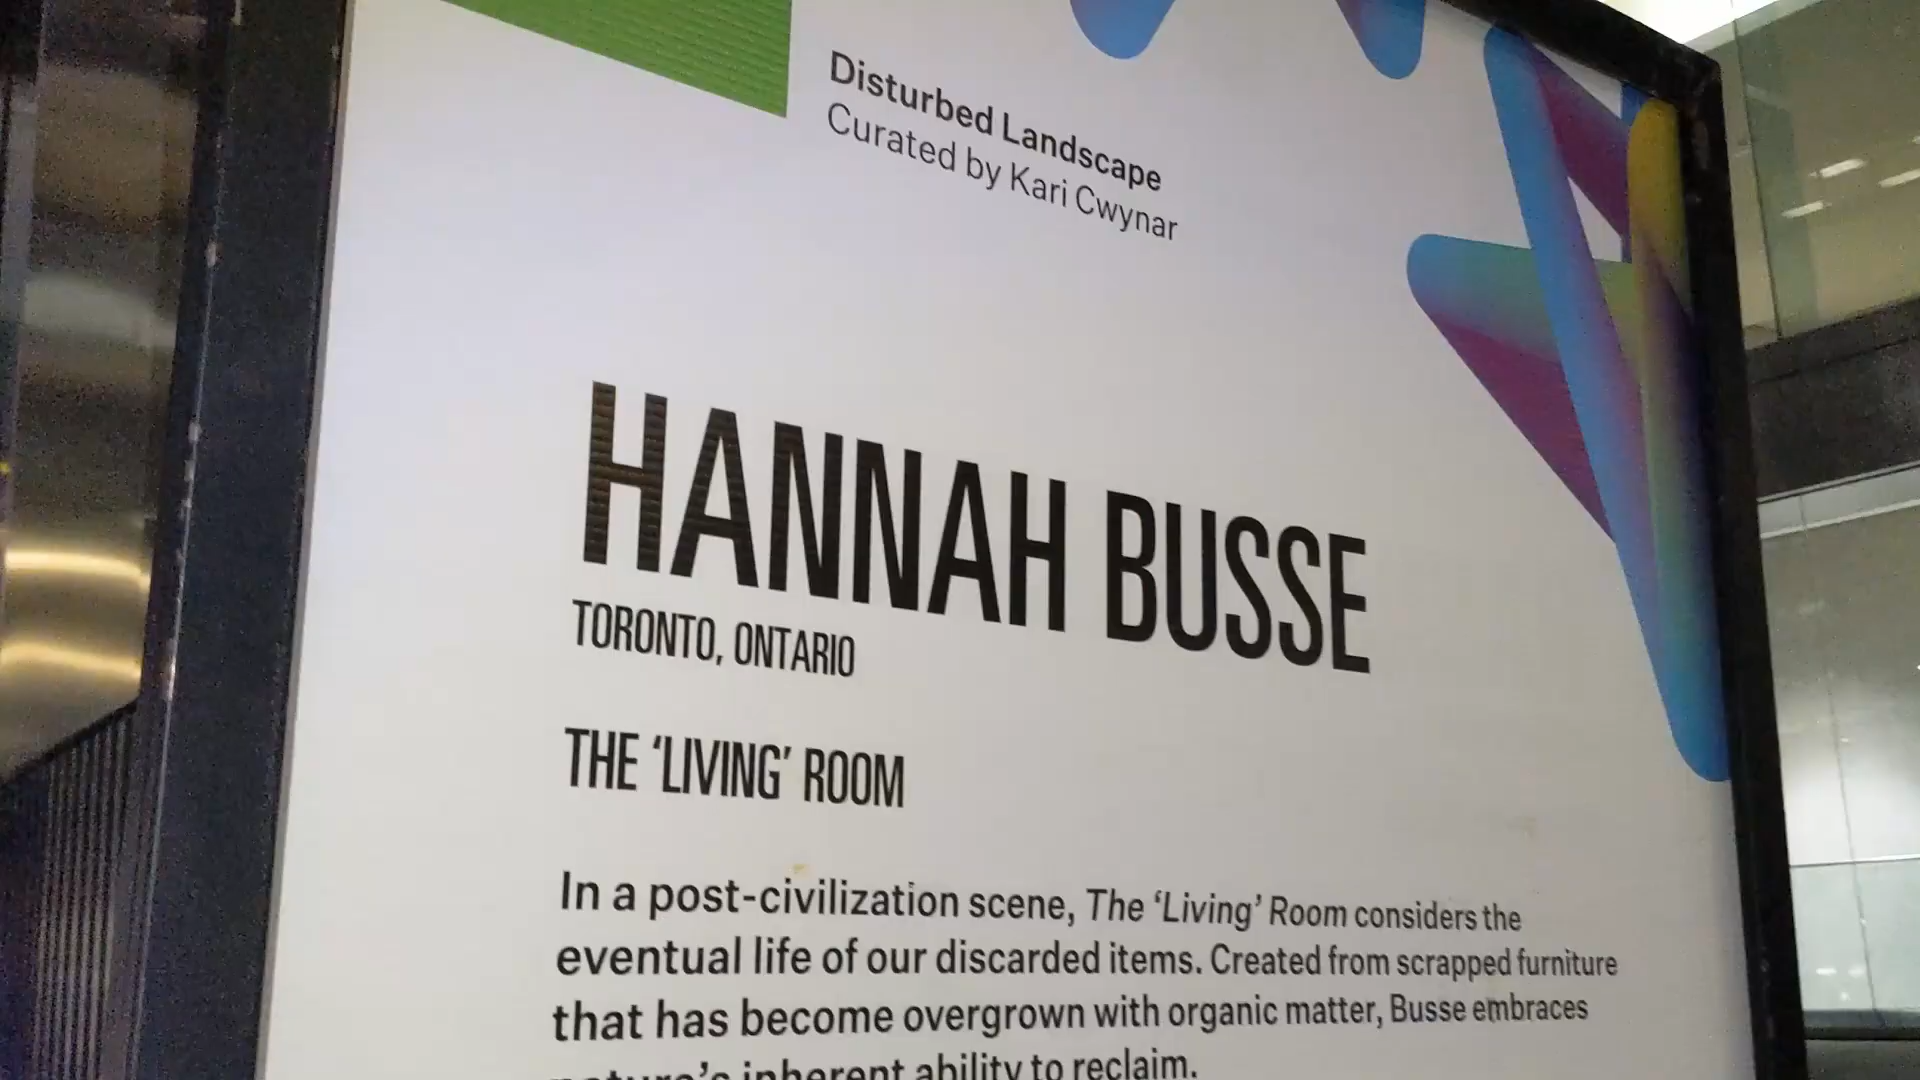 Disturbed Landscape
Curated by Kari Cwynar
HANNAH BUSSE
TORONTO, ONTARIO
THE ‘LIVING’ ROOM
In a post-civilization scene, The ‘Living’ Room considers the
eventual life of our discarded items. Created from scrapped furniture
that has become overgrown with organic matter, Busse embraces
nature’s inherent ability to reclaim.